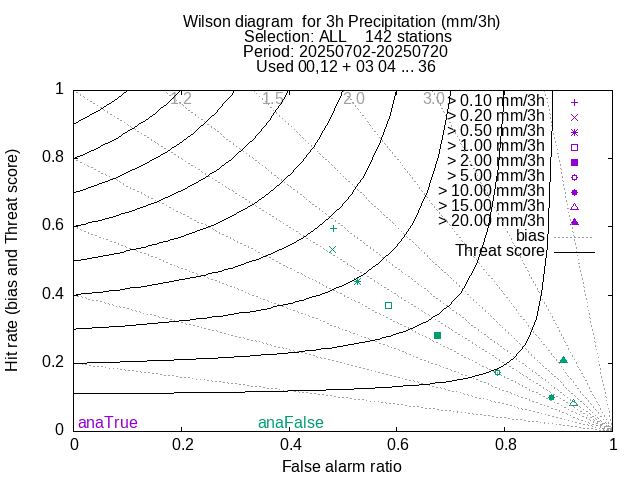 Wilson diagram  for 3h Precipitation (mm/3h)
Selection: ALL    142 stations
Period: 20250702-20250720
Used 00,12 + 03 04 ... 36
1.2 1.5 2.0 3.0
> 0.10 mm/3h
> 0.20 mm/3h
> 0.50 mm/3h
> 1.00 mm/3h
> 2.00 mm/3h
> 5.00 mm/3h
> 10.00 mm/3h
> 15.00 mm/3h
> 20.00 mm/3h
bias
Threat score
Hit rate (bias and Threat score)
1
0.8
0.6
0.4
0.2
0
anaTrue anaFalse
0 0.2 0.4 0.6 0.8 1
False alarm ratio